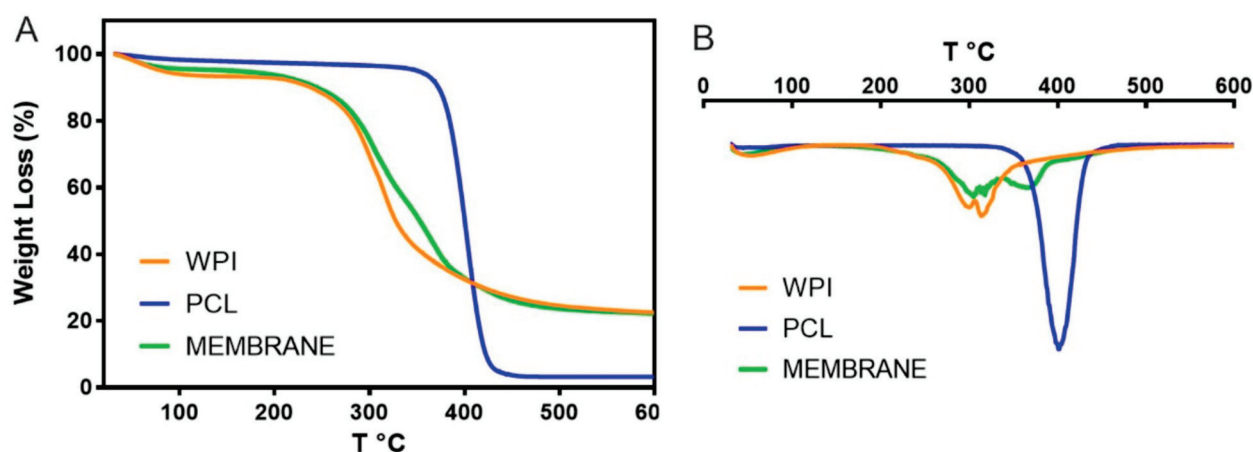 A
Weight Loss (%)
100
80
60
40
20
0
WPI
PCL
MEMBRANE
100 200 300 400 500 60
T °C
B
T °C
0 100 200 300 400 500 600
WPI
PCL
MEMBRANE